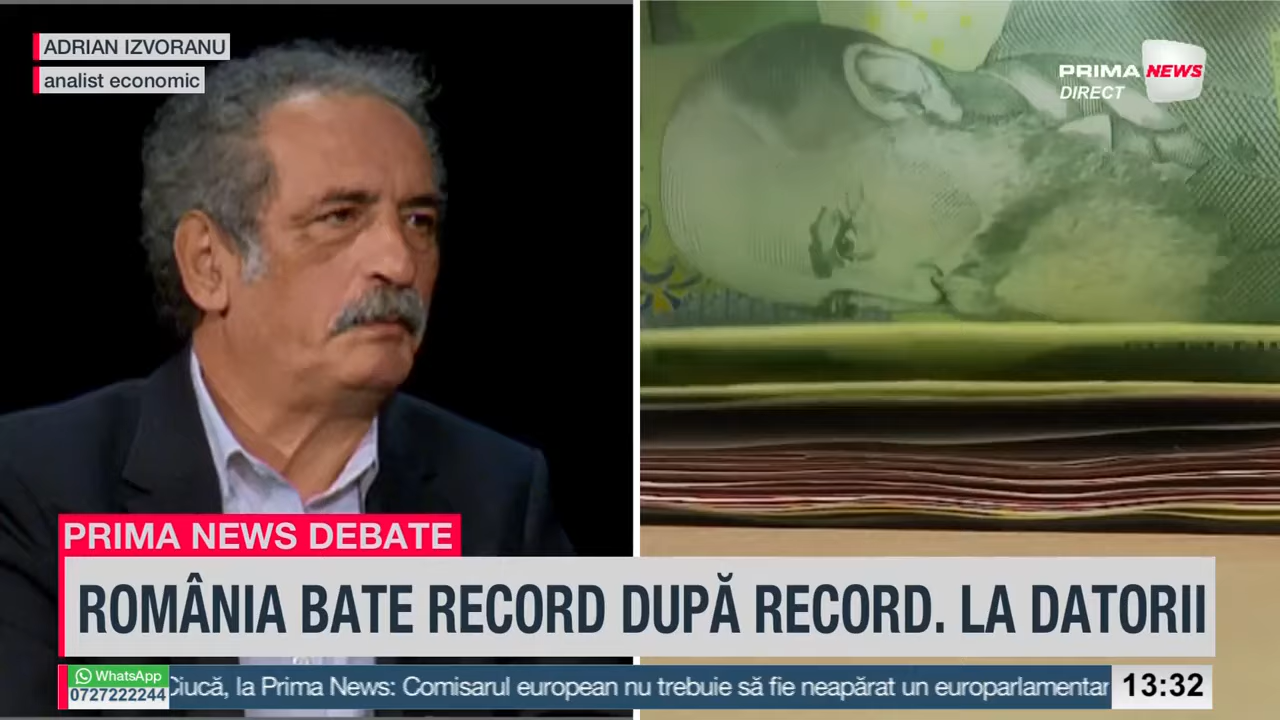 ADRIAN IZVORANU
analist economic
PRIMA NEWS
DIRECT
PRIMA NEWS DEBATE
ROMÂNIA BATE RECORD DUPĂ RECORD. LA DATORII
WhatsApp
0727222244
Ciucă, la Prima News: Comisarul european nu trebuie să fie neapărat un europarlamentar
13:32